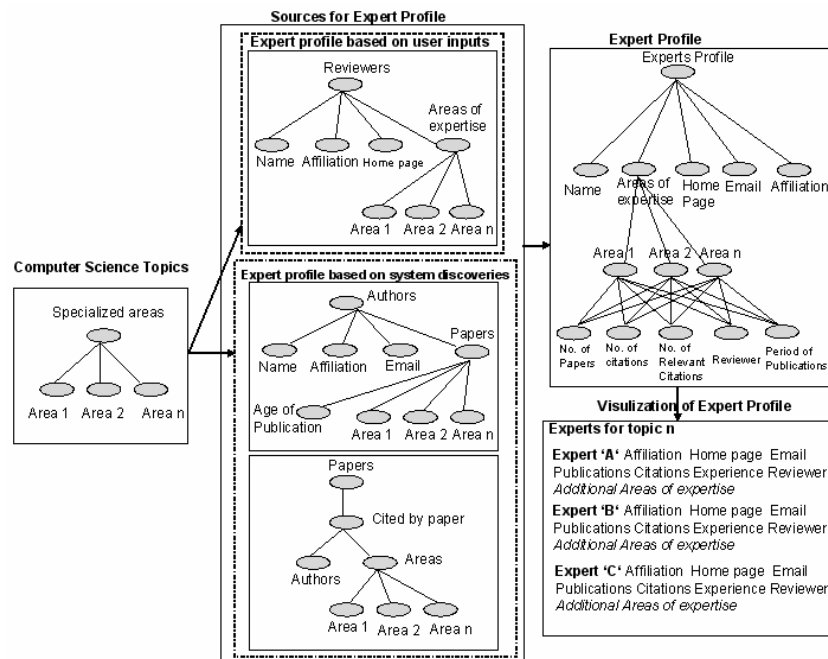 Sources for Expert Profile
Expert profile based on user inputs
Reviewers
Areas of
expertise
Name Affiliation Home page
Area 1 Area 2 Area n
Computer Science Topics
Specialized areas
Area 1 Area 2 Area n
Expert profile based on system discoveries
Authors
Papers
Name Affiliation Email
Age of
Publication
Area 1 Area 2 Area n
Papers
Cited by paper
Authors
Areas
Area 1 Area 2 Area n
Expert Profile
Experts Profile
Name Areas of expertise Home Page Email Affiliation
Area 1 Area 2 Area n
No. of Papers No. of citations No. of Relevant Citations Reviewer Period of Publications
Visulization of Expert Profile
Experts for topic n
Expert 'A' Affiliation Home page Email
Publications Citations Experience Reviewer
Additional Areas of expertise
Expert 'B' Affiliation Home page Email
Publications Citations Experience Reviewer
Additional Areas of expertise
Expert 'C' Affiliation Home page Email
Publications Citations Experience Reviewer
Additional Areas of expertise